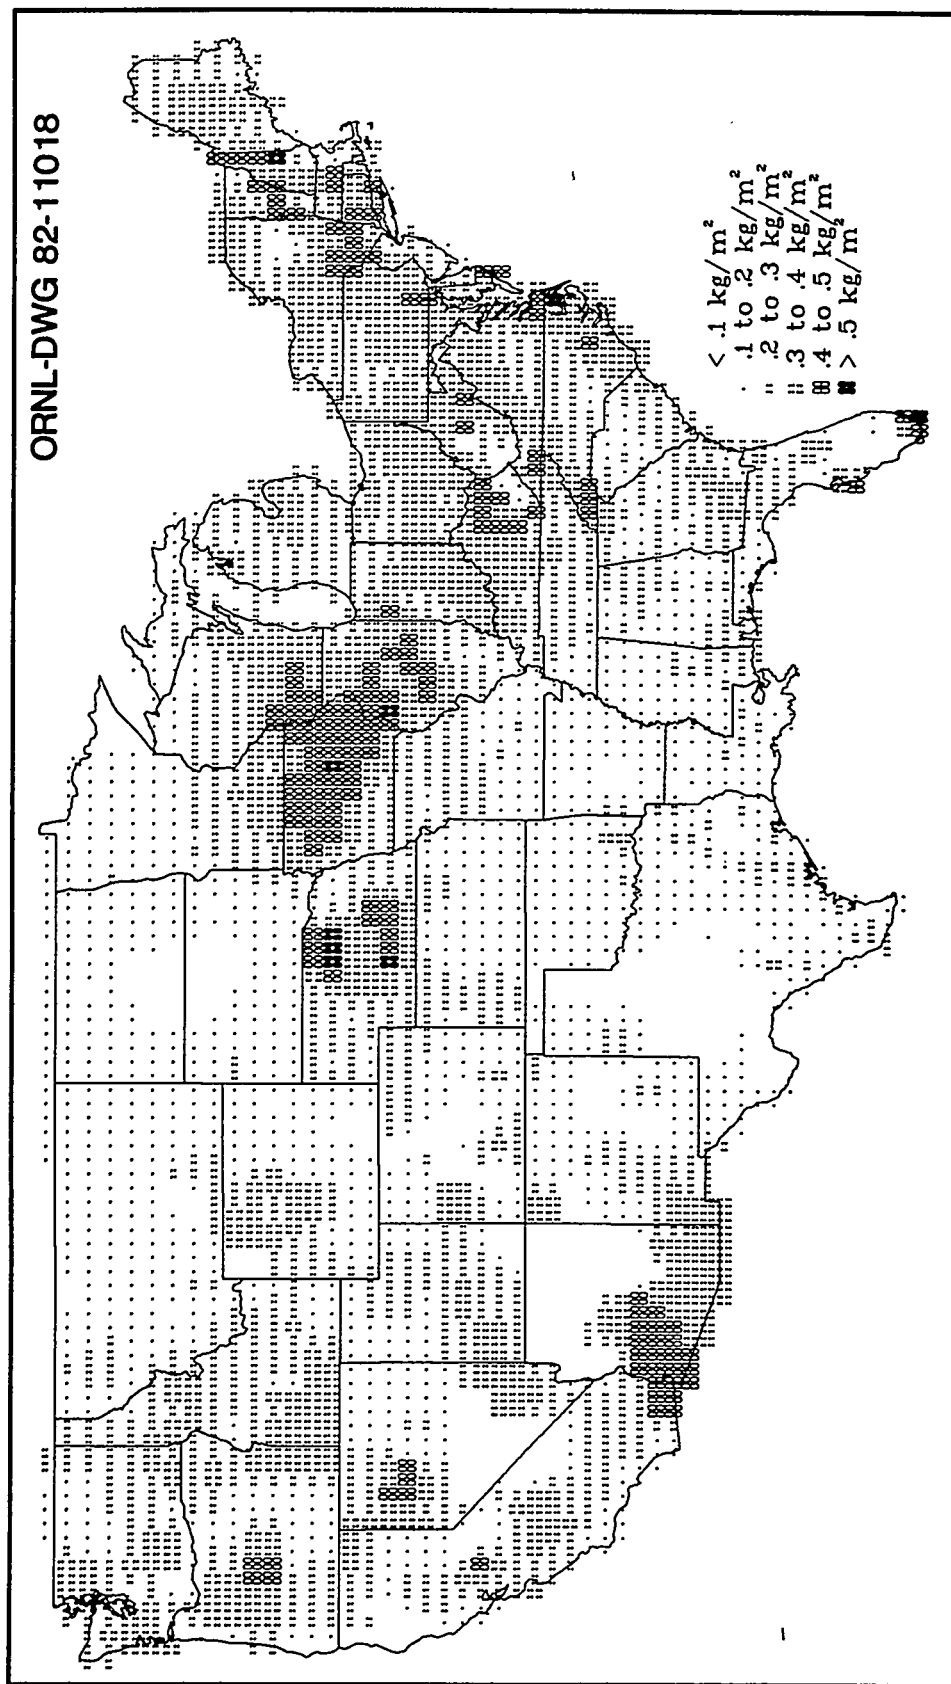 ORNL-DWG 82-11018
< .1 kg/m²
.1 to .2 kg/m²
.2 to .3 kg/m²
.3 to .4 kg/m²
.4 to .5 kg/m²
> .5 kg/m²